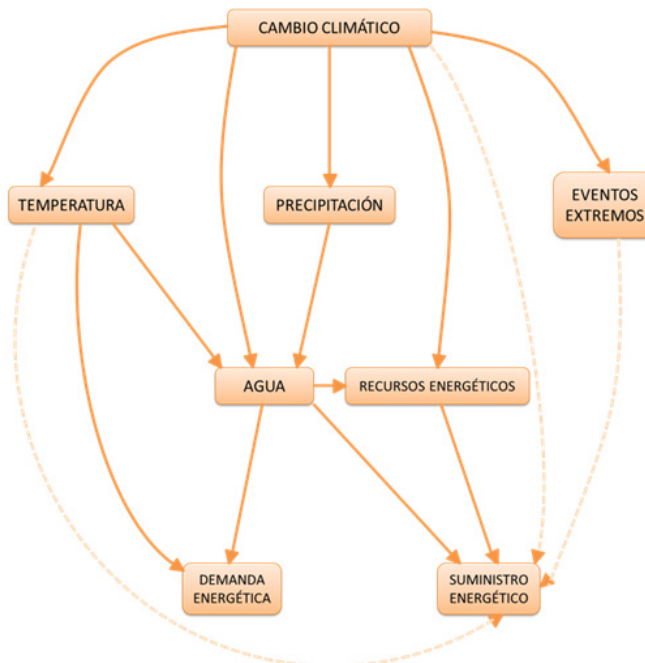 CAMBIO CLIMÁTICO
TEMPERATURA
PRECIPITACIÓN
EVENTOS
EXTREMOS
AGUA
RECURSOS ENERGÉTICOS
DEMANDA
ENERGÉTICA
SUMINISTRO
ENERGÉTICO